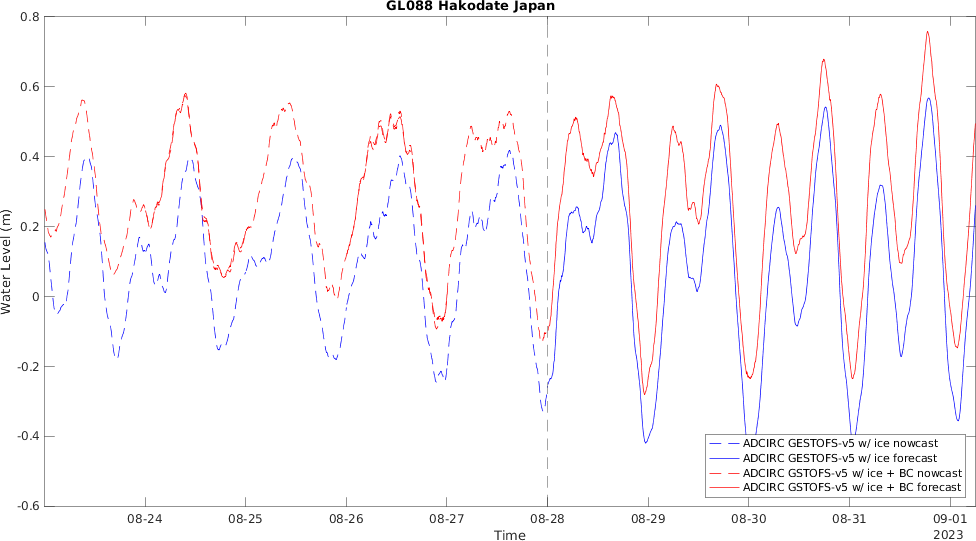 GL088 Hakodate Japan
0.8
0.6
0.4
0.2
0
-0.2
-0.4
-0.6
Water Level (m)
ADCIRC GESTOFS-v5 w/ ice nowcast
ADCIRC GESTOFS-v5 w/ ice forecast
ADCIRC GSTOFS-v5 w/ ice + BC nowcast
ADCIRC GSTOFS-v5 w/ ice + BC forecast
08-24 08-25 08-26 08-27 08-28 08-29 08-30 08-31 09-01
Time 2023